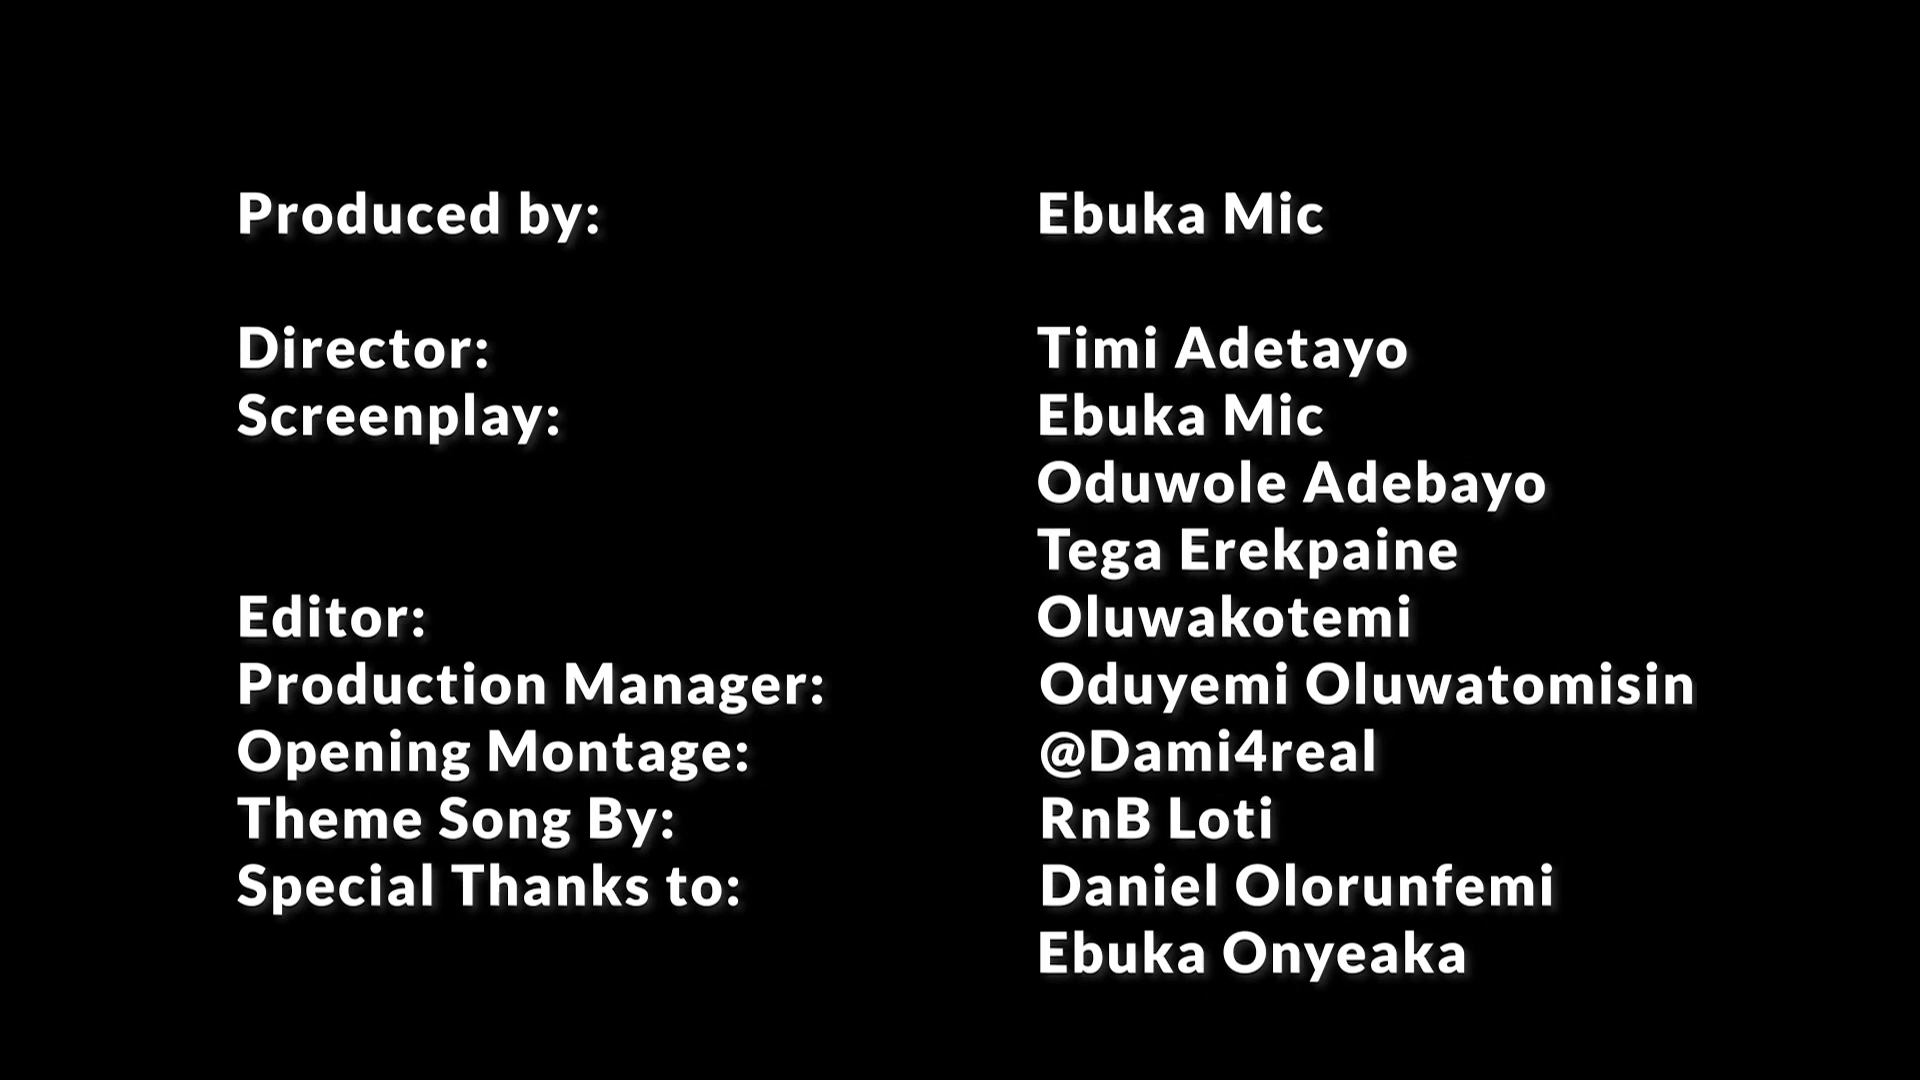 Produced by: Ebuka Mic
Director: Timi Adetayo
Screenplay: Ebuka Mic
Oduwole Adebayo
Tega Erekpaine
Editor: Oluwakotemi
Production Manager: Oduyemi Oluwatomisin
Opening Montage: @Dami4real
Theme Song By: RnB Loti
Special Thanks to: Daniel Olorunfemi
Ebuka Onyeaka